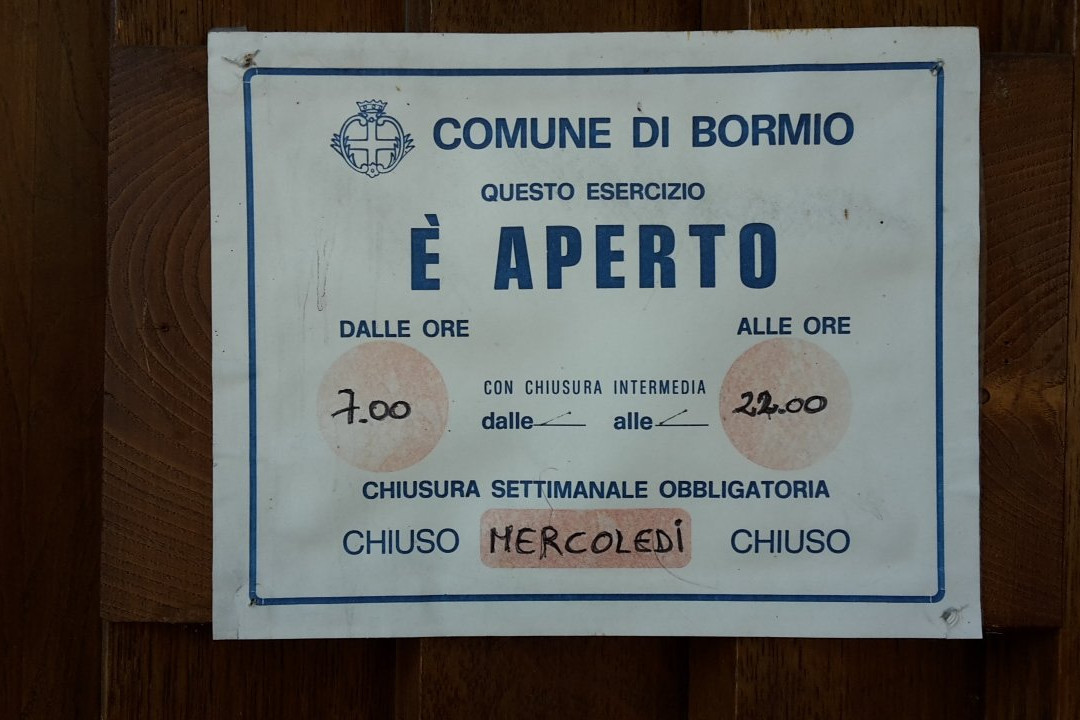 COMUNE DI BORMIO
QUESTO ESERCIZIO
È APERTO
DALLE ORE ALLE ORE
7.00 CON CHIUSURA INTERMEDIA 22.00
dalle alle
CHIUSURA SETTIMANALE OBBLIGATORIA
CHIUSO MERCOLEDÌ CHIUSO